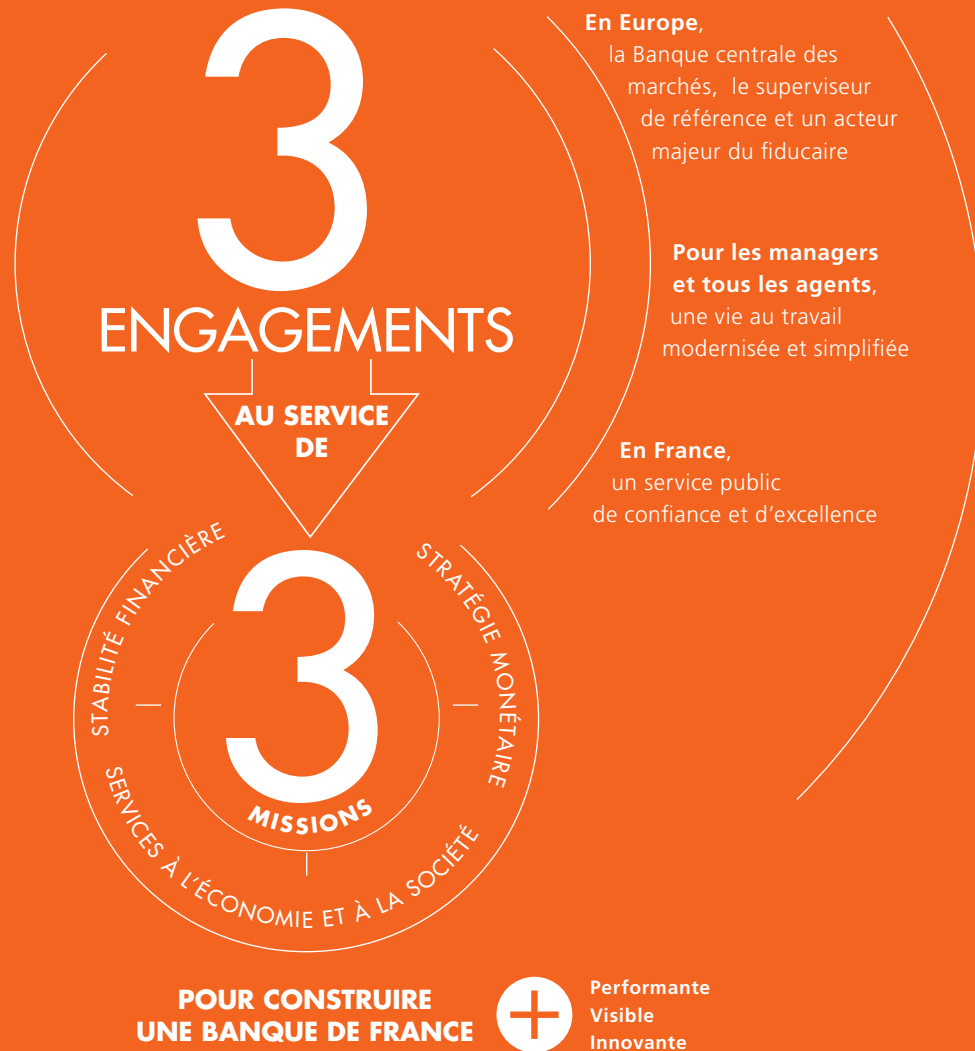 3
ENGAGEMENTS
AU SERVICE
DE
En Europe,
la Banque centrale des
marchés, le superviseur
de référence et un acteur
majeur du fiducaire
Pour les managers
et tous les agents,
une vie au travail
modernisée et simplifiée
En France,
un service public
de confiance et d'excellence
3
MISSIONS
STABILITÉ FINANCIÈRE
STRATÉGIE MONÉTAIRE
SERVICES À L'ÉCONOMIE ET À LA SOCIÉTÉ
POUR CONSTRUIRE
UNE BANQUE DE FRANCE
+
Performante
Visible
Innovante